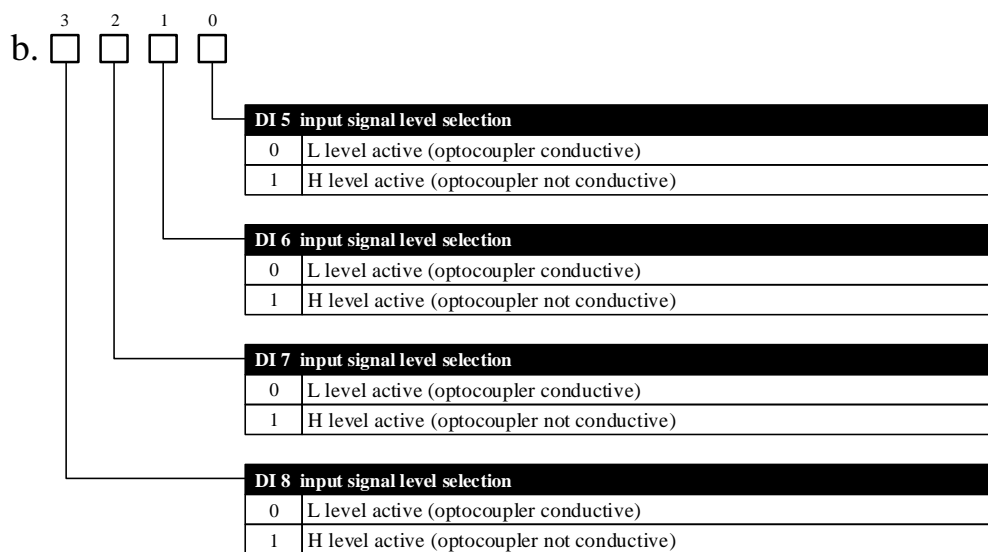 3 2 1 0
b.
DI 5 input signal level selection
0 L level active (optocoupler conductive)
1 H level active (optocoupler not conductive)
DI 6 input signal level selection
0 L level active (optocoupler conductive)
1 H level active (optocoupler not conductive)
DI 7 input signal level selection
0 L level active (optocoupler conductive)
1 H level active (optocoupler not conductive)
DI 8 input signal level selection
0 L level active (optocoupler conductive)
1 H level active (optocoupler not conductive)